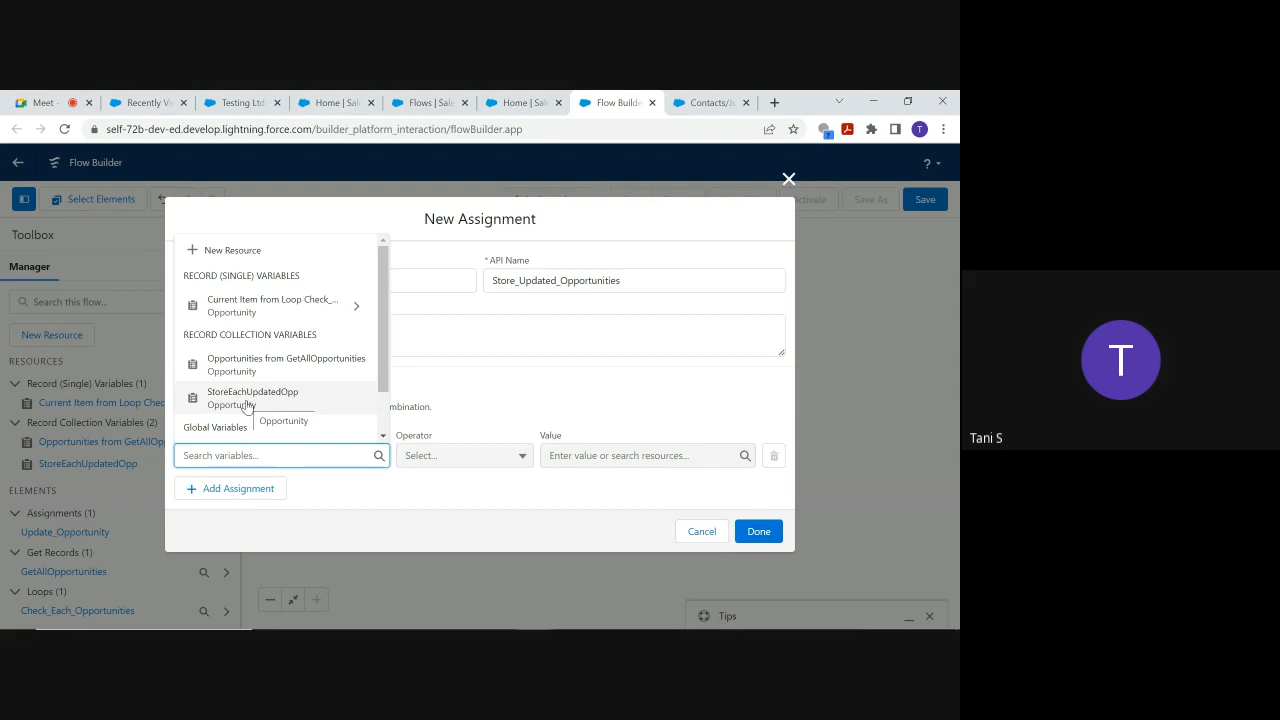 Meet -
Recently Vi
Testing Ltd
Home | Sal
Flows | Sale
Home | Sal
Flow Builde
Contacts/Ju
self-72b-dev-ed.develop.lightning.force.com/builder_platform_interaction/flowBuilder.app
T
Flow Builder
?
Select Elements
Activate
Save As
Save
Toolbox
Manager
Search this flow...
New Resource
RESOURCES
Record (Single) Variables (1)
Current Item from Loop Chec
Record Collection Variables (2)
Opportunities from GetAllOpp
StoreEachUpdatedOpp
ELEMENTS
Assignments (1)
Update_Opportunity
Get Records (1)
GetAllOpportunities
Loops (1)
Check_Each_Opportunities
New Assignment
* API Name
Store_Updated_Opportunities
New Resource
RECORD (SINGLE) VARIABLES
Current Item from Loop Check_...
Opportunity
RECORD COLLECTION VARIABLES
Opportunities from GetAllOpportunities
Opportunity
StoreEachUpdatedOpp
Opportunity
Opportunity
Global Variables
mbination.
Operator
Value
Search variables...
Select...
Enter value or search resources...
Add Assignment
Cancel
Done
Tips
T
Tani S